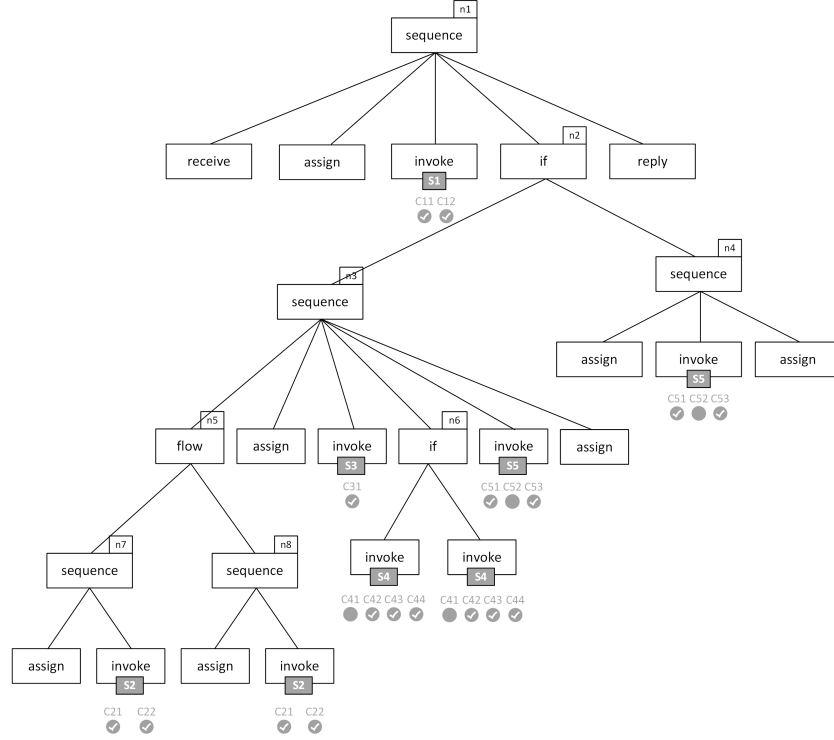 n1
sequence
n2
receive
assign
invoke
if
reply
S1
C11 C12
n4
n3
sequence
sequence
assign
invoke
assign
S5
C51 C52 C53
n5
n6
flow
assign
invoke
if
invoke
assign
S3
S5
C31
C51 C52 C53
n7
n8
sequence
sequence
invoke
invoke
S4
S4
C41 C42 C43 C44
C41 C42 C43 C44
assign
invoke
assign
invoke
S2
S2
C21 C22
C21 C22